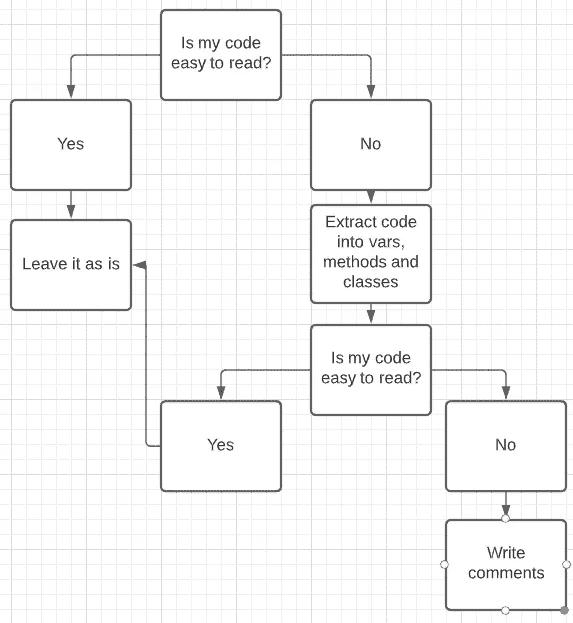 Is my code
easy to read?
Yes
No
Leave it as is
Extract code
into vars,
methods and
classes
Is my code
easy to read?
Yes
No
Write
comments